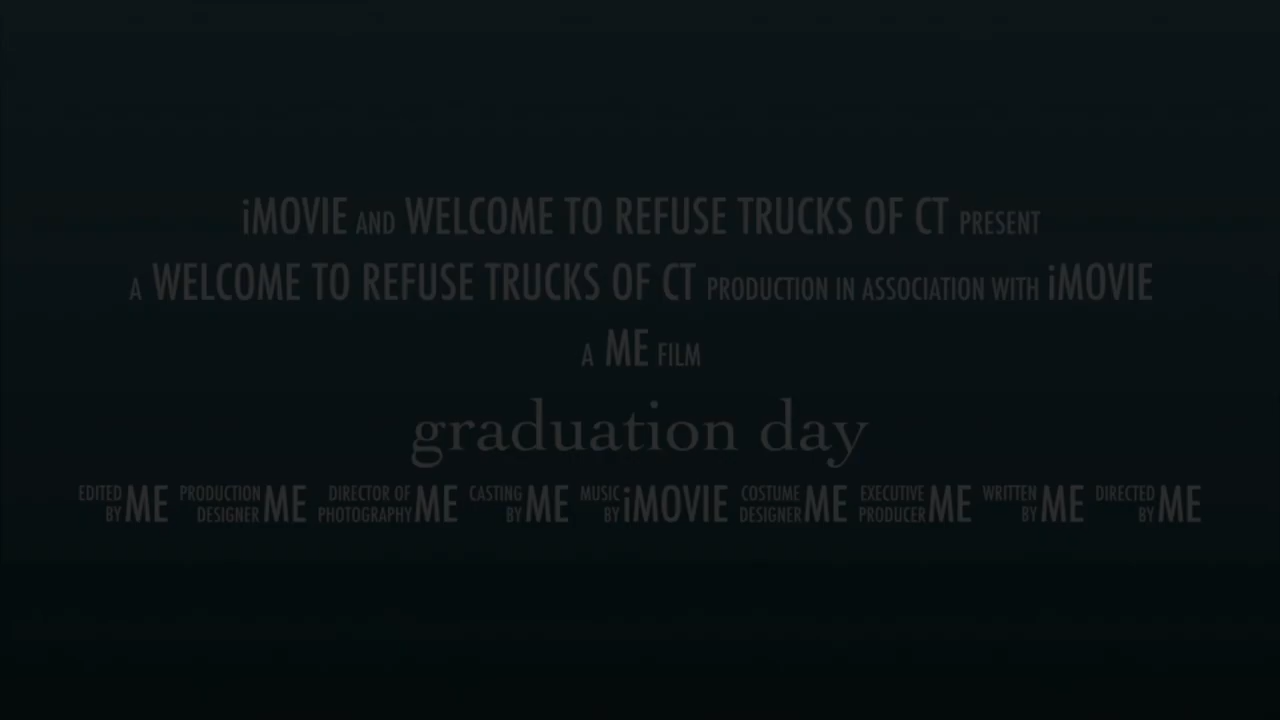 iMOVIE AND WELCOME TO REFUSE TRUCKS OF CT PRESENT
A WELCOME TO REFUSE TRUCKS OF CT PRODUCTION IN ASSOCIATION WITH iMOVIE
A ME FILM
graduation day
EDITED BY ME PRODUCTION DESIGNER ME DIRECTOR OF PHOTOGRAPHY ME CASTING BY ME MUSIC BY iMOVIE COSTUME DESIGNER ME EXECUTIVE PRODUCER ME WRITTEN BY ME DIRECTED BY ME